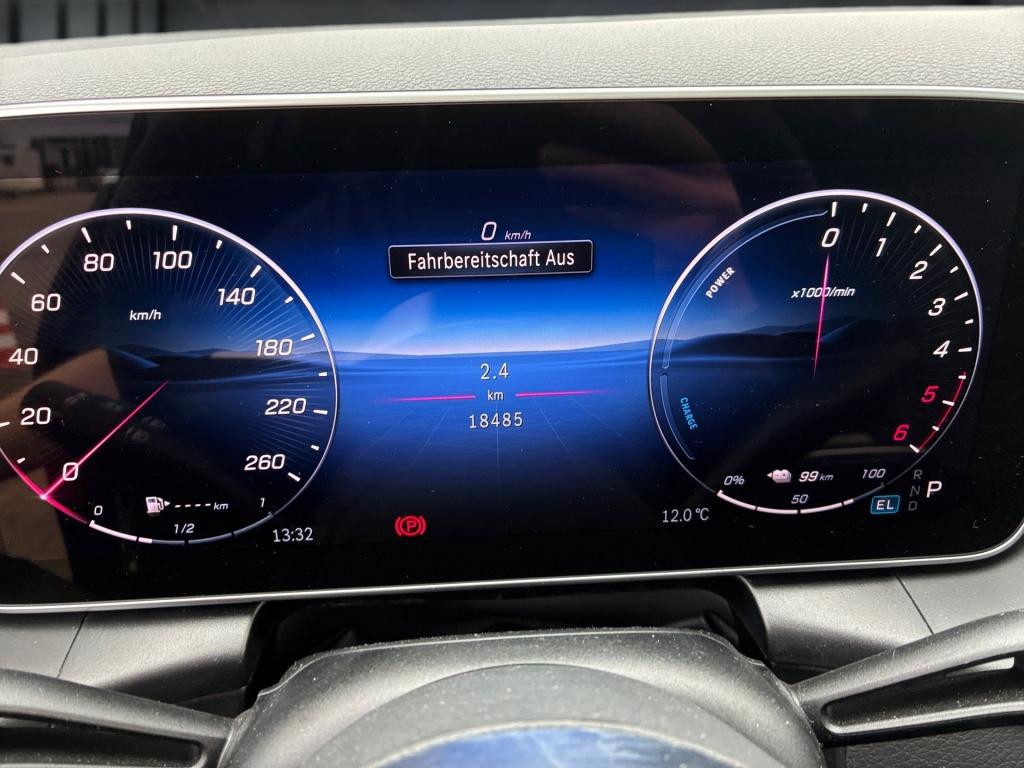 0 km/h
Fahrbereitschaft Aus
2.4
km
18485
0
20
40
60
80
100
140
180
220
260
km/h
0
1/2
1
----km
13:32
P
12.0°C
POWER
CHARGE
0
1
2
3
4
5
6
x1000/min
0%
50
100
99 km
EL
R
N
D
P